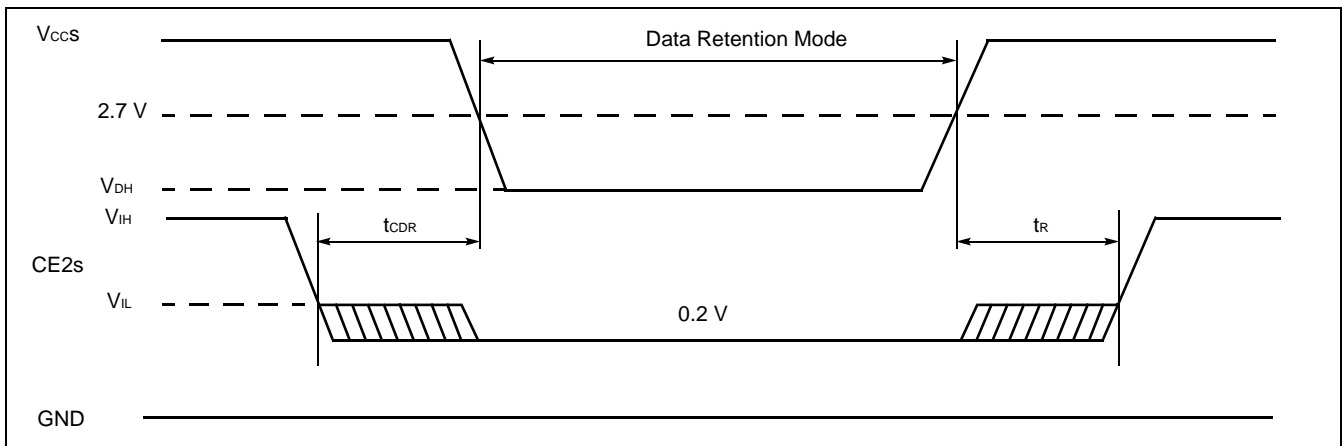 VCCS
Data Retention Mode
2.7 V
VDH
VIH
tCDR
tR
CE2s
VIL
0.2 V
GND